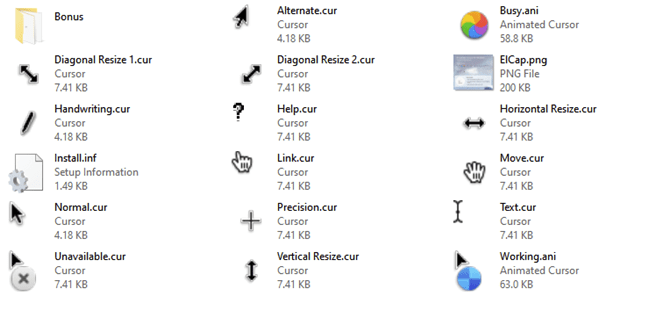 Bonus
Alternate.cur
Cursor
4.18 KB
Busy.ani
Animated Cursor
58.8 KB
Diagonal Resize 1.cur
Cursor
7.41 KB
Diagonal Resize 2.cur
Cursor
7.41 KB
ElCap.png
PNG File
200 KB
Handwriting.cur
Cursor
4.18 KB
Help.cur
Cursor
7.41 KB
Horizontal Resize.cur
Cursor
7.41 KB
Install.inf
Setup Information
1.49 KB
Link.cur
Cursor
7.41 KB
Move.cur
Cursor
7.41 KB
Normal.cur
Cursor
4.18 KB
Precision.cur
Cursor
7.41 KB
Text.cur
Cursor
7.41 KB
Unavailable.cur
Cursor
7.41 KB
Vertical Resize.cur
Cursor
7.41 KB
Working.ani
Animated Cursor
63.0 KB